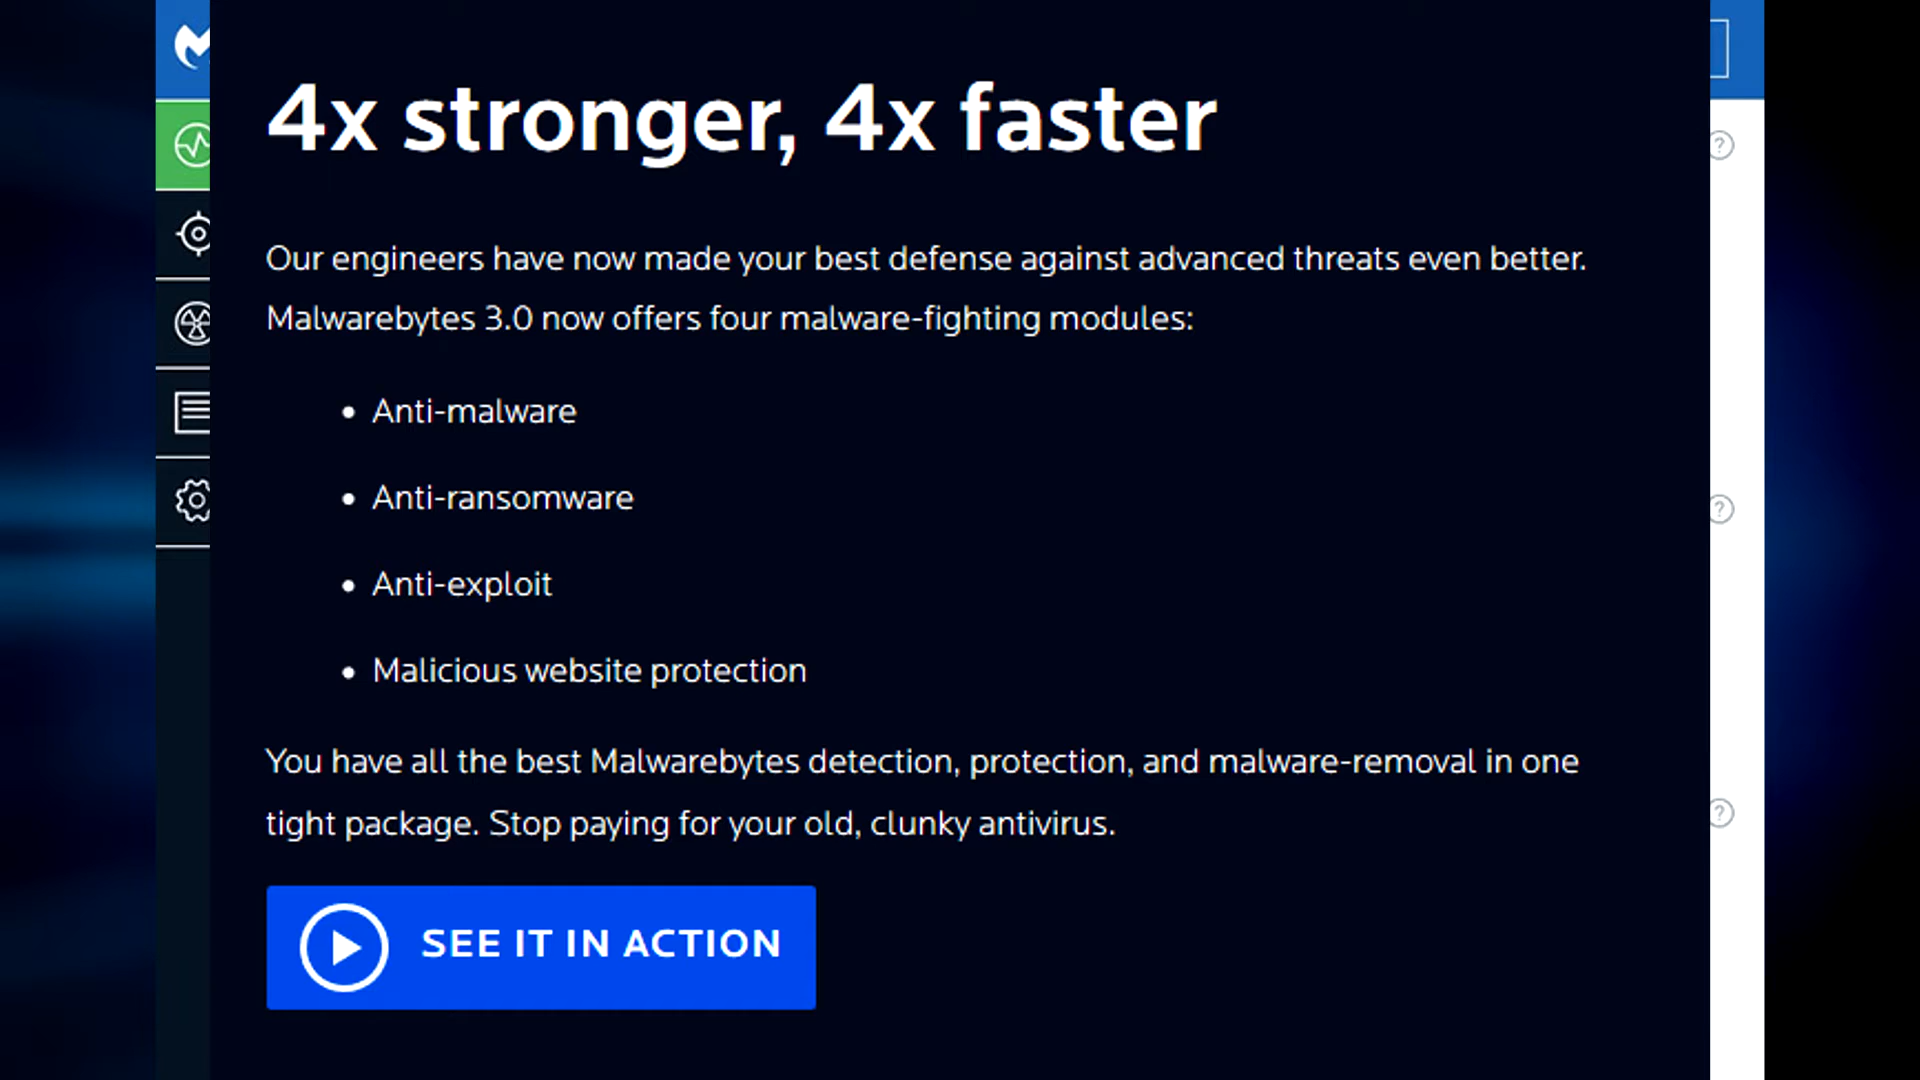 4x stronger, 4x faster
Our engineers have now made your best defense against advanced threats even better.
Malwarebytes 3.0 now offers four malware-fighting modules:
• Anti-malware
• Anti-ransomware
• Anti-exploit
• Malicious website protection
You have all the best Malwarebytes detection, protection, and malware-removal in one
tight package. Stop paying for your old, clunky antivirus.
SEE IT IN ACTION
?
?
?